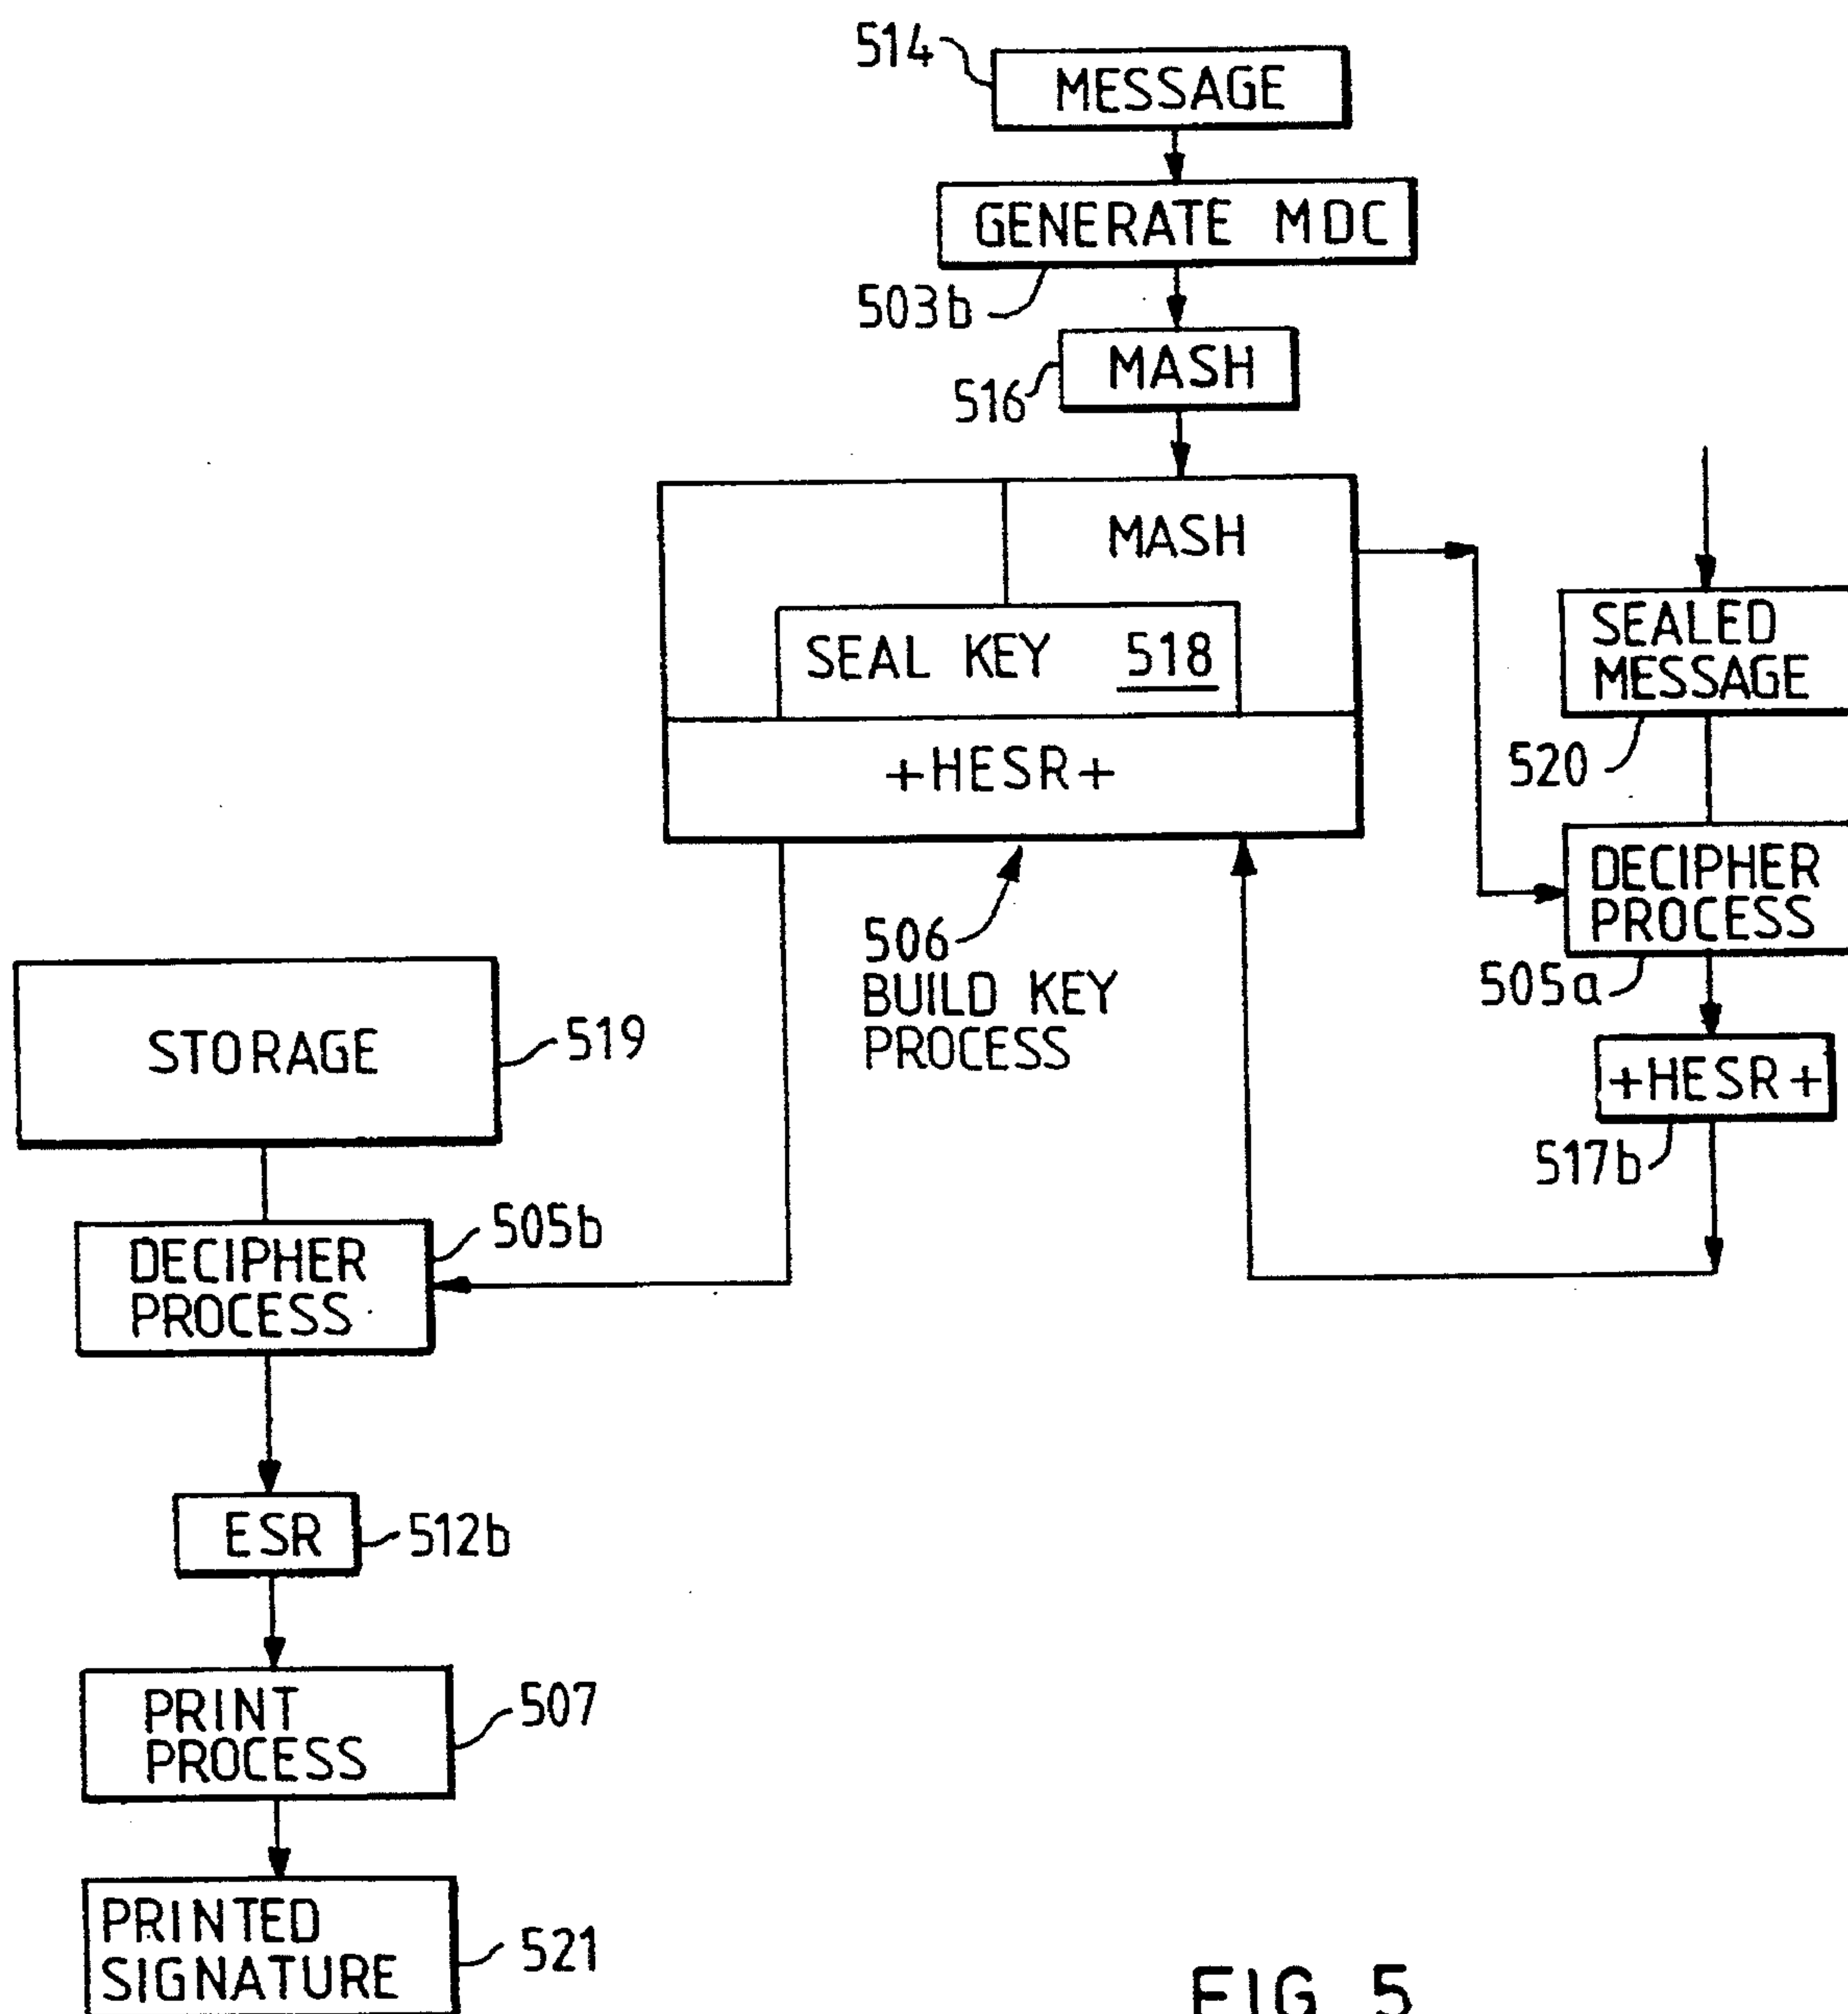 514
MESSAGE
GENERATE MDC
503b
MASH
516
MASH
SEAL KEY 518
+HESR+
SEALED
MESSAGE
520
DECIPHER
PROCESS
505a
+HESR+
517b
506
BUILD KEY
PROCESS
STORAGE
519
505b
DECIPHER
PROCESS
ESR
512b
PRINT
PROCESS
507
PRINTED
SIGNATURE
521
FIG. 5